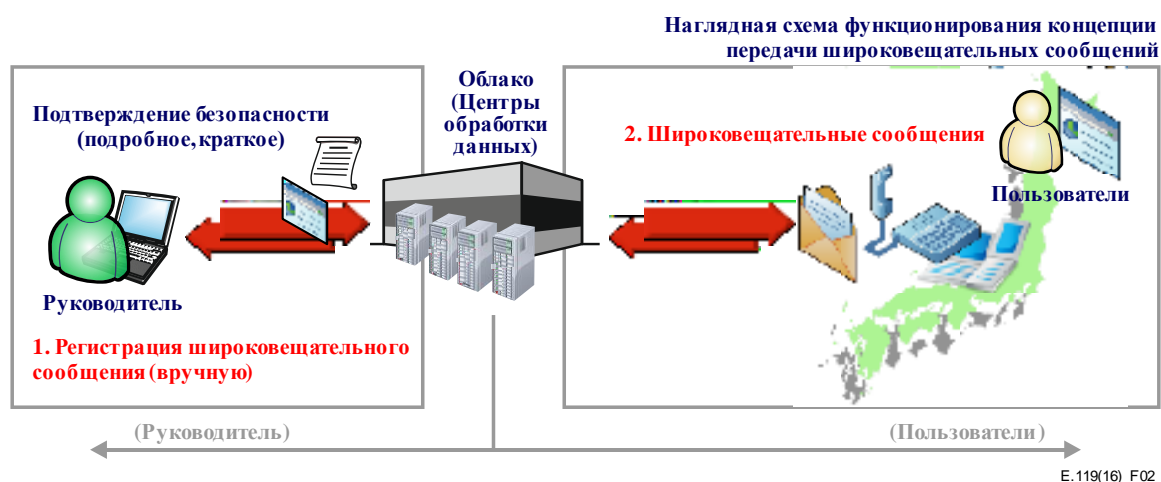 Наглядная схема функционирования концепции
передачи широковещательных сообщений
Подтверждение безопасности
(подробное, краткое)
Облако
(Центры
обработки
данных)
2. Широковещательные сообщения
Пользователи
Руководитель
1. Регистрация широковещательного
сообщения (вручную)
(Руководитель)
(Пользователи)
E.119(16)_F02